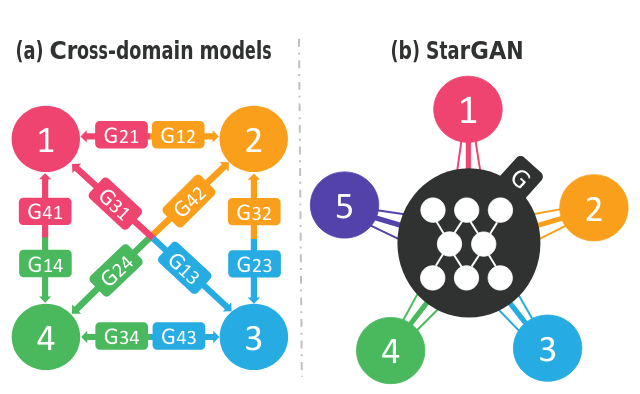 (a) Cross-domain models
1
G21
G12
2
G41
G31
G42
G32
G14
G24
G13
G23
4
G34
G43
3
(b) StarGAN
1
G
5
2
4
3